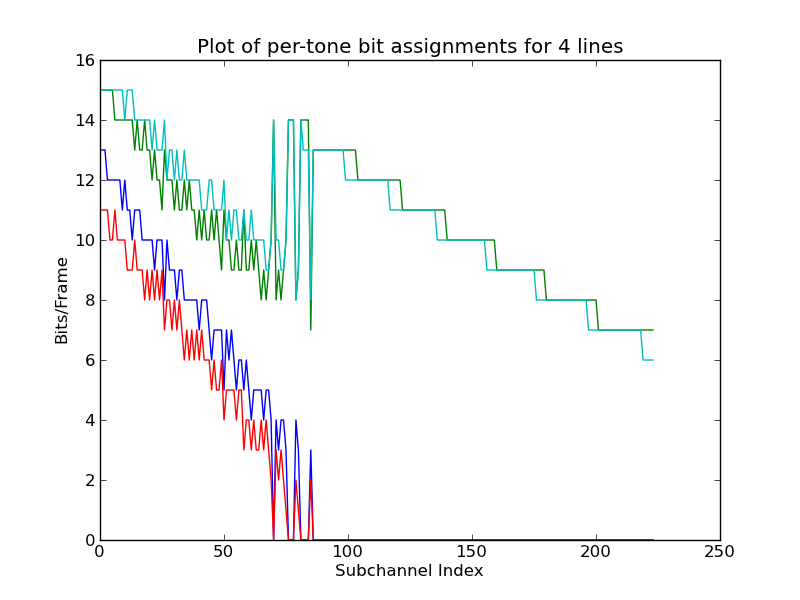 Plot of per-tone bit assignments for 4 lines
16
14
12
10
8
6
4
2
0
Bits/Frame
0 50 100 150 200 250
Subchannel Index